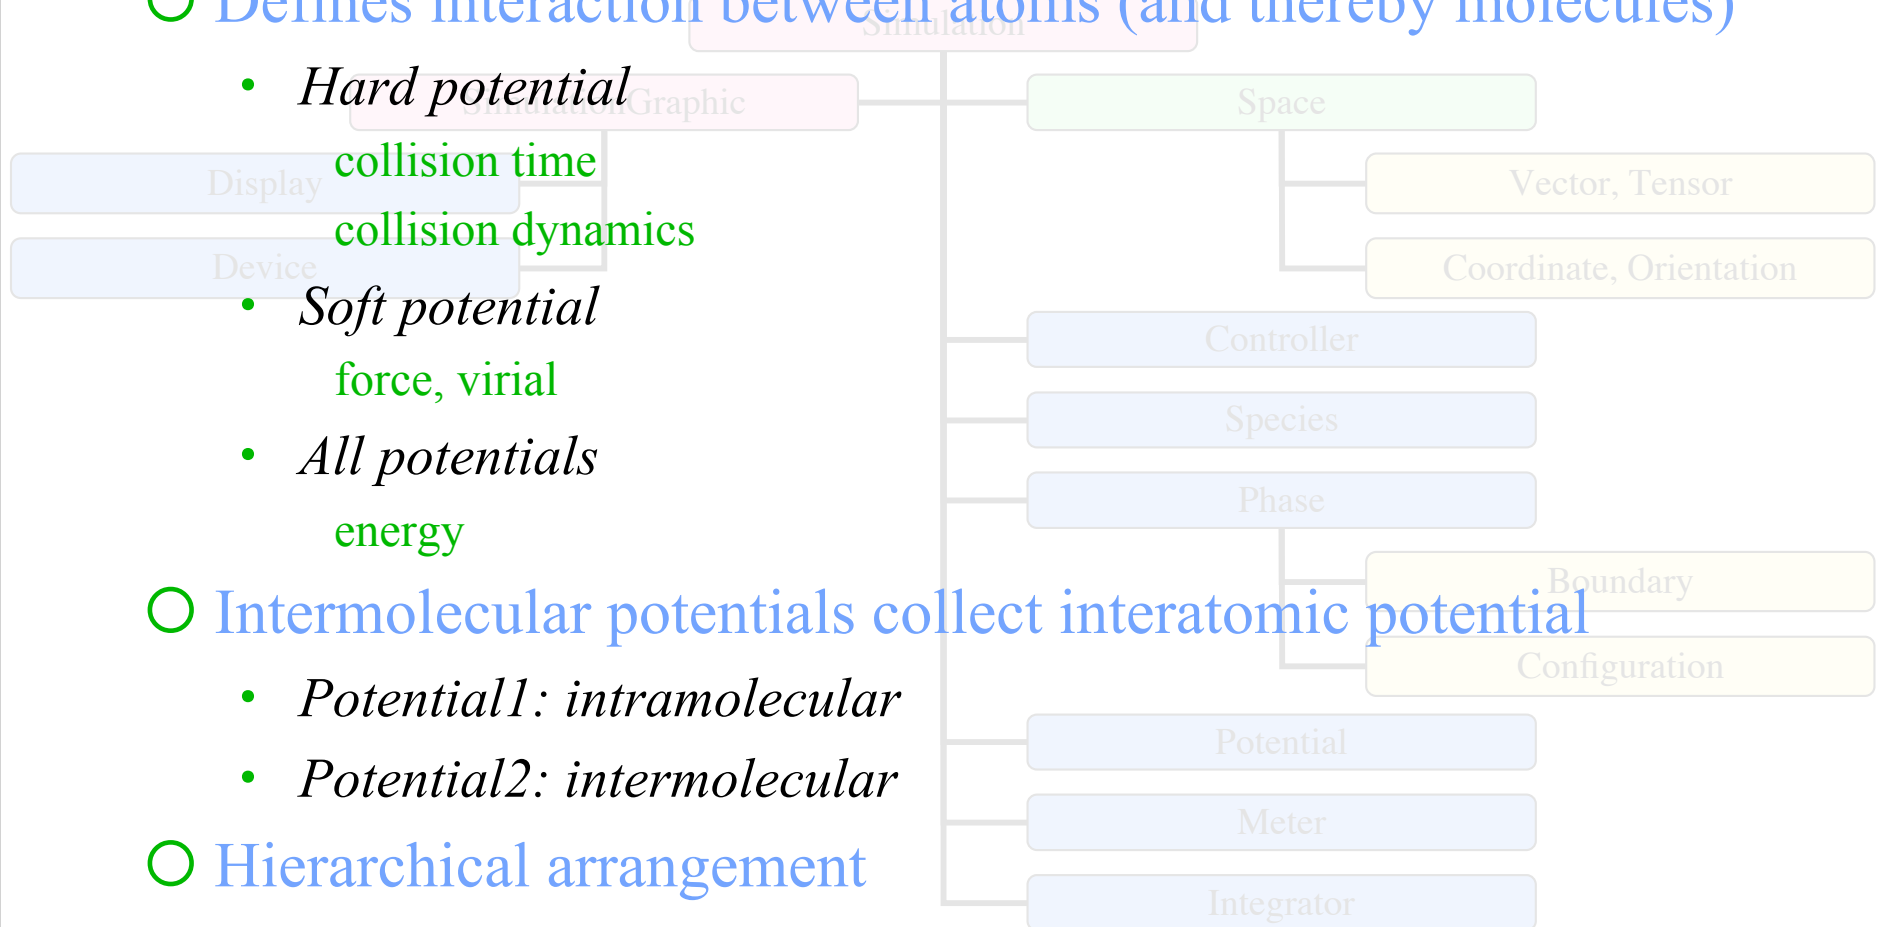 Defines interaction between atoms (and thereby molecules)
Hard potential
collision time
collision dynamics
Soft potential
force, virial
All potentials
energy
Intermolecular potentials collect interatomic potential
Potential1: intramolecular
Potential2: intermolecular
Hierarchical arrangement
Simulation
SimulationGraphic
Space
Display
Vector, Tensor
Device
Coordinate, Orientation
Controller
Species
Phase
Boundary
Configuration
Potential
Meter
Integrator